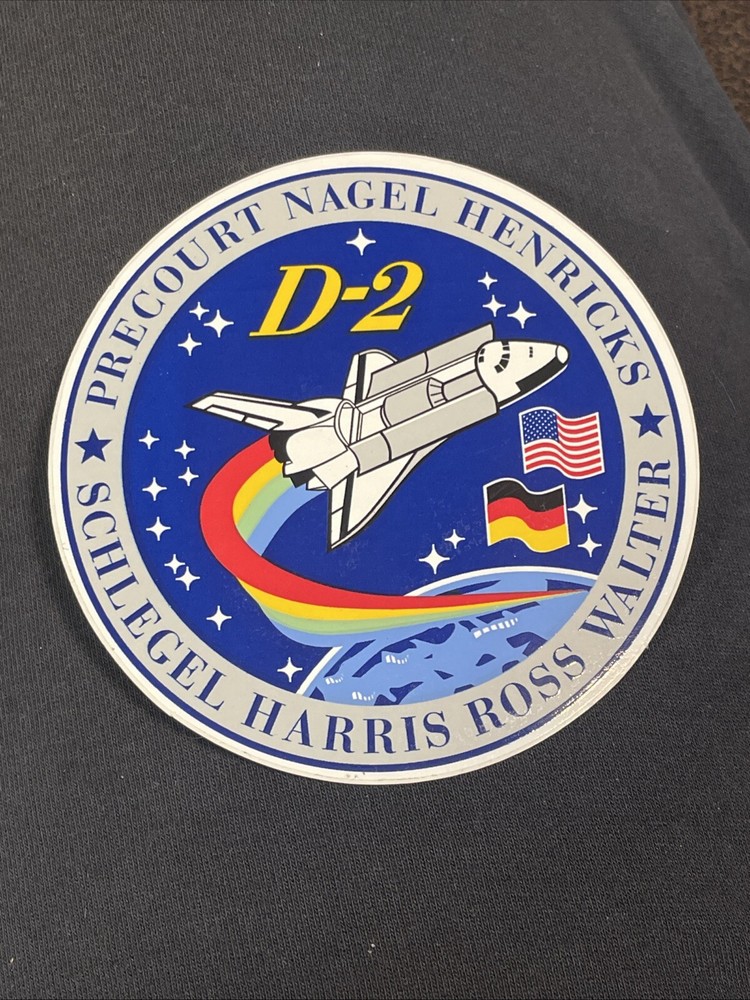 PRECOURT NAGEL HENRICKS
D-2
SCHLEGEL HARRIS ROSS WALTER